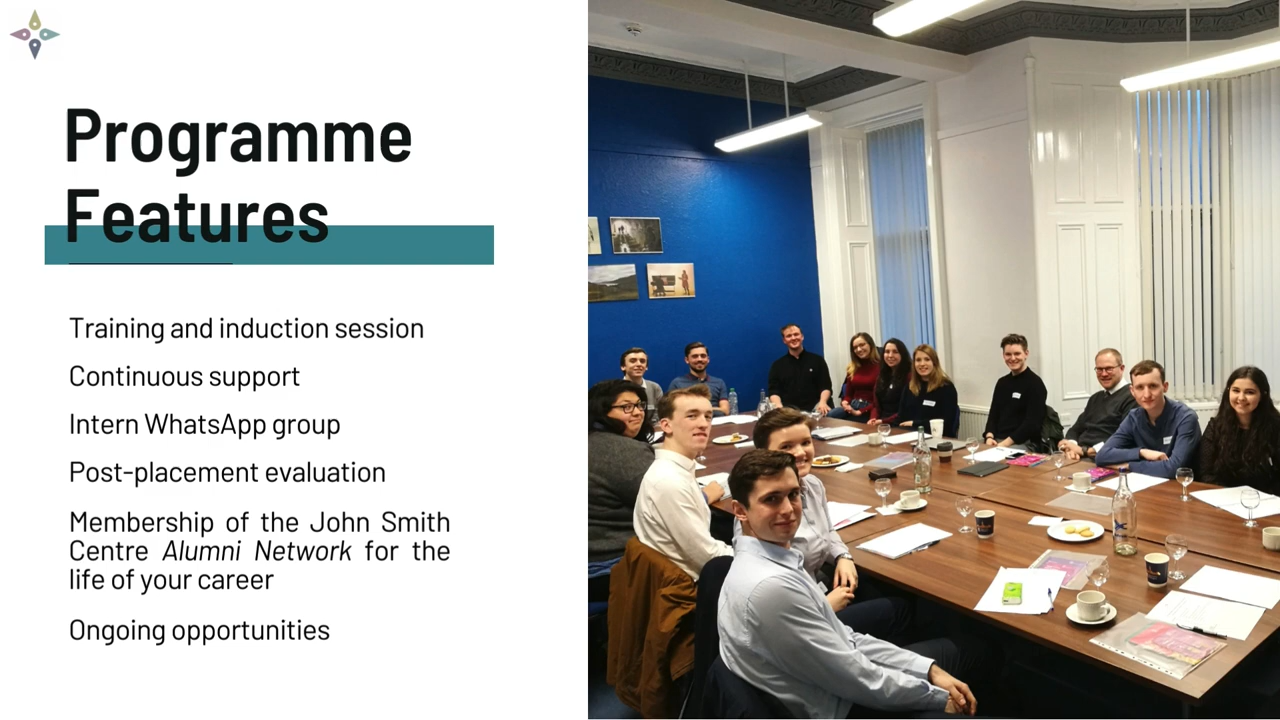 Programme
Features
Training and induction session
Continuous support
Intern WhatsApp group
Post-placement evaluation
Membership of the John Smith
Centre Alumni Network for the
life of your career
Ongoing opportunities